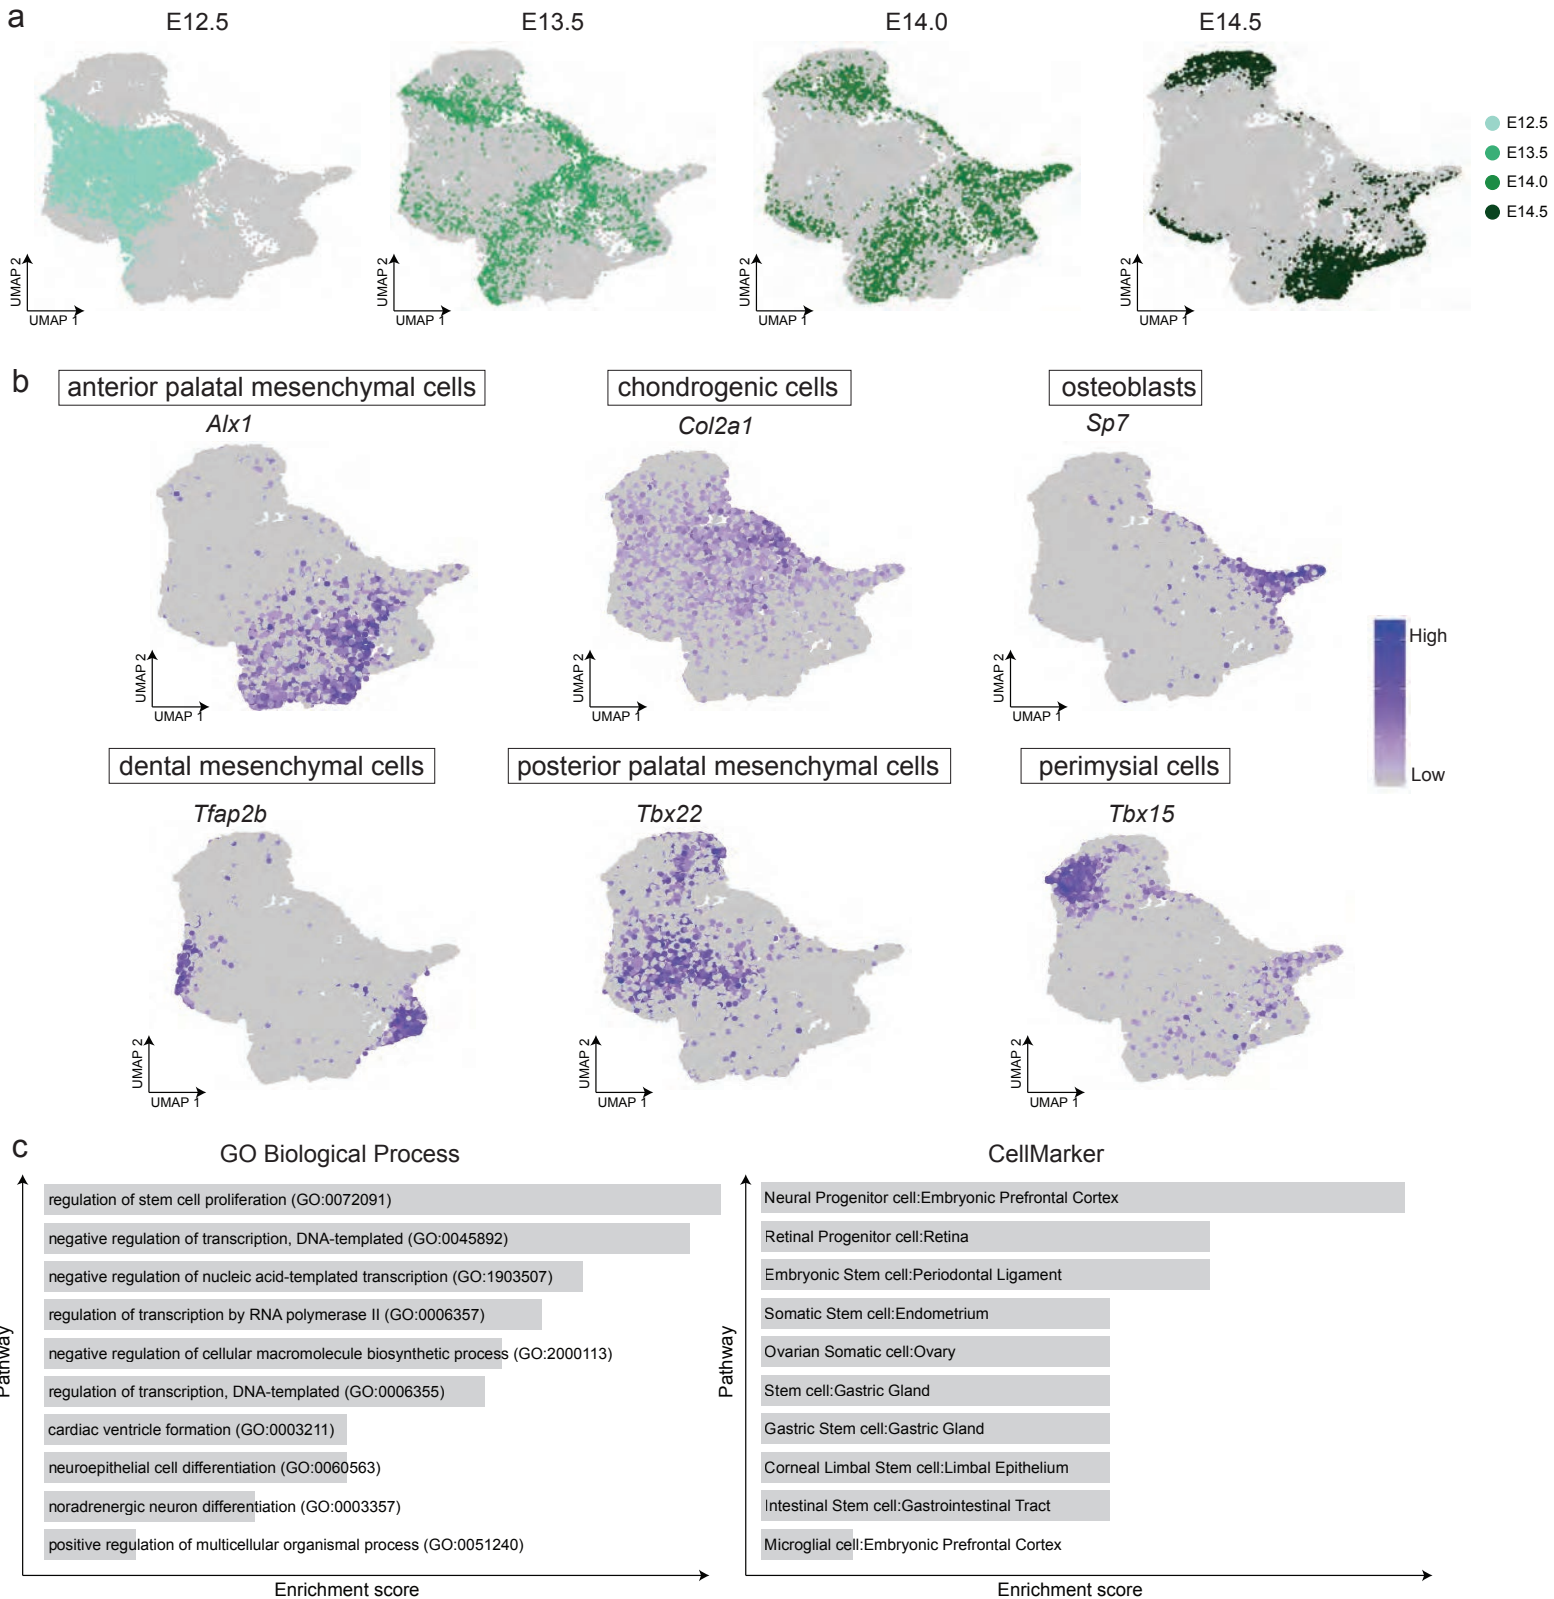 a
E12.5
E13.5
E14.0
E14.5
E12.5
E13.5
E14.0
E14.5
UMAP 2
UMAP 1
UMAP 2
UMAP 1
UMAP 2
UMAP 1
UMAP 2
UMAP 1
b
anterior palatal mesenchymal cells
chondrogenic cells
osteoblasts
Alx1
Col2a1
Sp7
UMAP 2
UMAP 1
UMAP 2
UMAP 1
UMAP 2
UMAP 1
High
Low
dental mesenchymal cells
posterior palatal mesenchymal cells
perimysial cells
Tfap2b
Tbx22
Tbx15
UMAP 2
UMAP 1
UMAP 2
UMAP 1
UMAP 2
UMAP 1
c
GO Biological Process
Pathway
regulation of stem cell proliferation (GO:0072091)
negative regulation of transcription, DNA-templated (GO:0045892)
negative regulation of nucleic acid-templated transcription (GO:1903507)
regulation of transcription by RNA polymerase II (GO:0006357)
negative regulation of cellular macromolecule biosynthetic process (GO:2000113)
regulation of transcription, DNA-templated (GO:0006355)
cardiac ventricle formation (GO:0003211)
neuroepithelial cell differentiation (GO:0060563)
noradrenergic neuron differentiation (GO:0003357)
positive regulation of multicellular organismal process (GO:0051240)
Enrichment score
CellMarker
Pathway
Neural Progenitor cell:Embryonic Prefrontal Cortex
Retinal Progenitor cell:Retina
Embryonic Stem cell:Periodontal Ligament
Somatic Stem cell:Endometrium
Ovarian Somatic cell:Ovary
Stem cell:Gastric Gland
Gastric Stem cell:Gastric Gland
Corneal Limbal Stem cell:Limbal Epithelium
Intestinal Stem cell:Gastrointestinal Tract
Microglial cell:Embryonic Prefrontal Cortex
Enrichment score